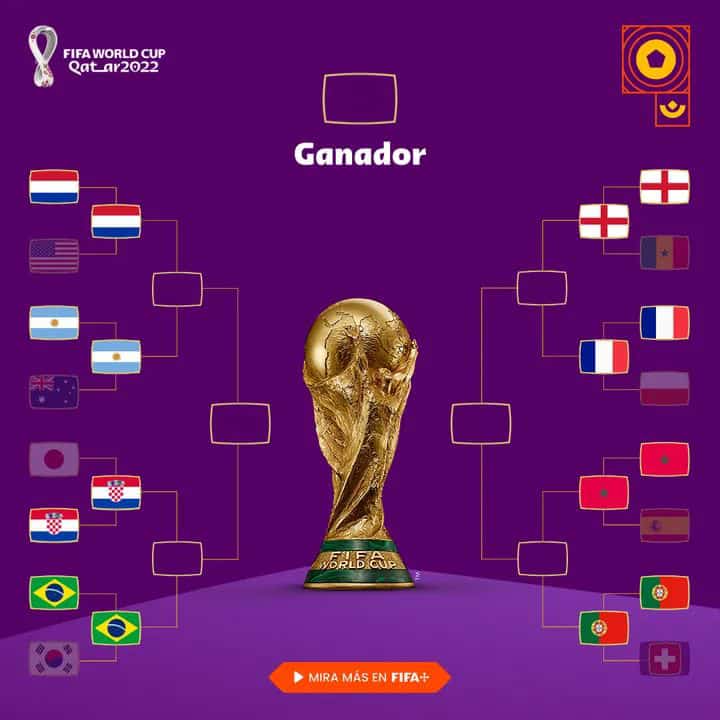 FIFA WORLD CUP
Qatar2022
Ganador
FIFA
WORLD CUP
MIRA MÁS EN FIFA+